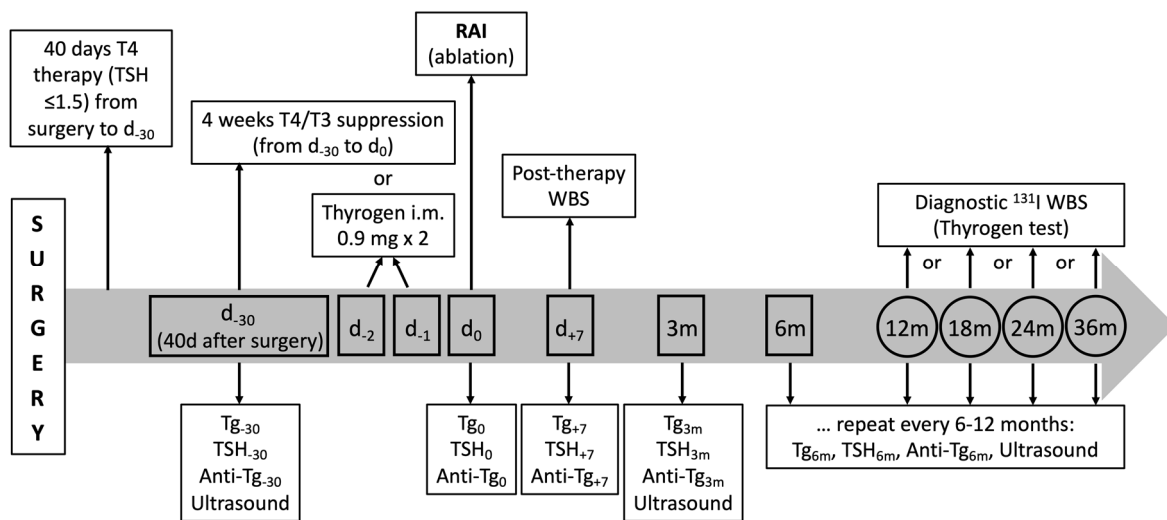 40 days T4
therapy (TSH
≤1.5) from
surgery to d₋₃₀
4 weeks T4/T3 suppression
(from d₋₃₀ to d₀)
or
Thyrogen i.m.
0.9 mg x 2
RAI
(ablation)
Post-therapy
WBS
Diagnostic ¹³¹I WBS
(Thyrogen test)
or or or
S
U
R
G
E
R
Y
d₋₃₀
(40d after surgery)
d₋₂
d₋₁
d₀
d₊₇
3m
6m
12m
18m
24m
36m
Tg₋₃₀
TSH₋₃₀
Anti-Tg₋₃₀
Ultrasound
Tg₀
TSH₀
Anti-Tg₀
Tg₊₇
TSH₊₇
Anti-Tg₊₇
Tg₃ₘ
TSH₃ₘ
Anti-Tg₃ₘ
Ultrasound
... repeat every 6-12 months:
Tg₆ₘ, TSH₆ₘ, Anti-Tg₆ₘ, Ultrasound